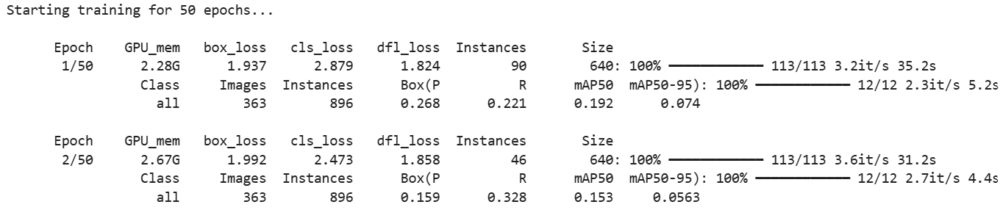 Starting training for 50 epochs...
Epoch GPU_mem box_loss cls_loss dfl_loss Instances Size
1/50 2.28G 1.937 2.879 1.824 90 640: 100% ━━━━━━━━━━━━ 113/113 3.2it/s 35.2s
Class Images Instances Box(P R mAP50 mAP50-95): 100% ━━━━━━━━━━━━ 12/12 2.3it/s 5.2s
all 363 896 0.268 0.221 0.192 0.074
Epoch GPU_mem box_loss cls_loss dfl_loss Instances Size
2/50 2.67G 1.992 2.473 1.858 46 640: 100% ━━━━━━━━━━━━ 113/113 3.6it/s 31.2s
Class Images Instances Box(P R mAP50 mAP50-95): 100% ━━━━━━━━━━━━ 12/12 2.7it/s 4.4s
all 363 896 0.159 0.328 0.153 0.0563